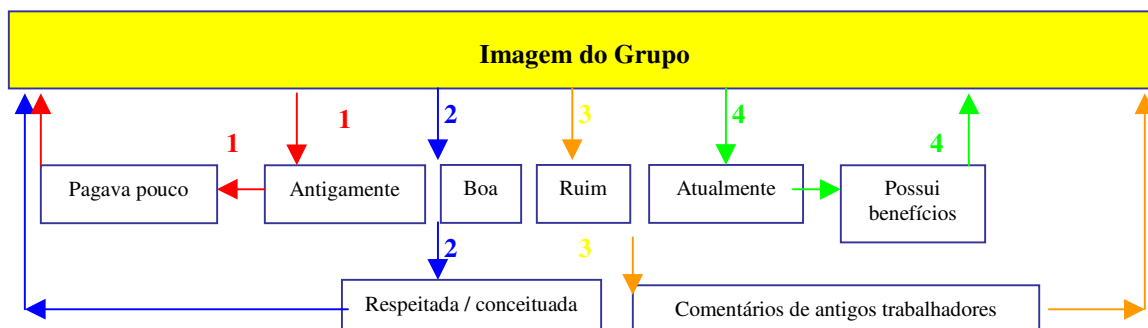 Imagem do Grupo
1
2
3
4
1
4
Pagava pouco
Antigamente
Boa
Ruim
Atualmente
Possui
benefícios
2
3
Respeitada / conceituada
Comentários de antigos trabalhadores